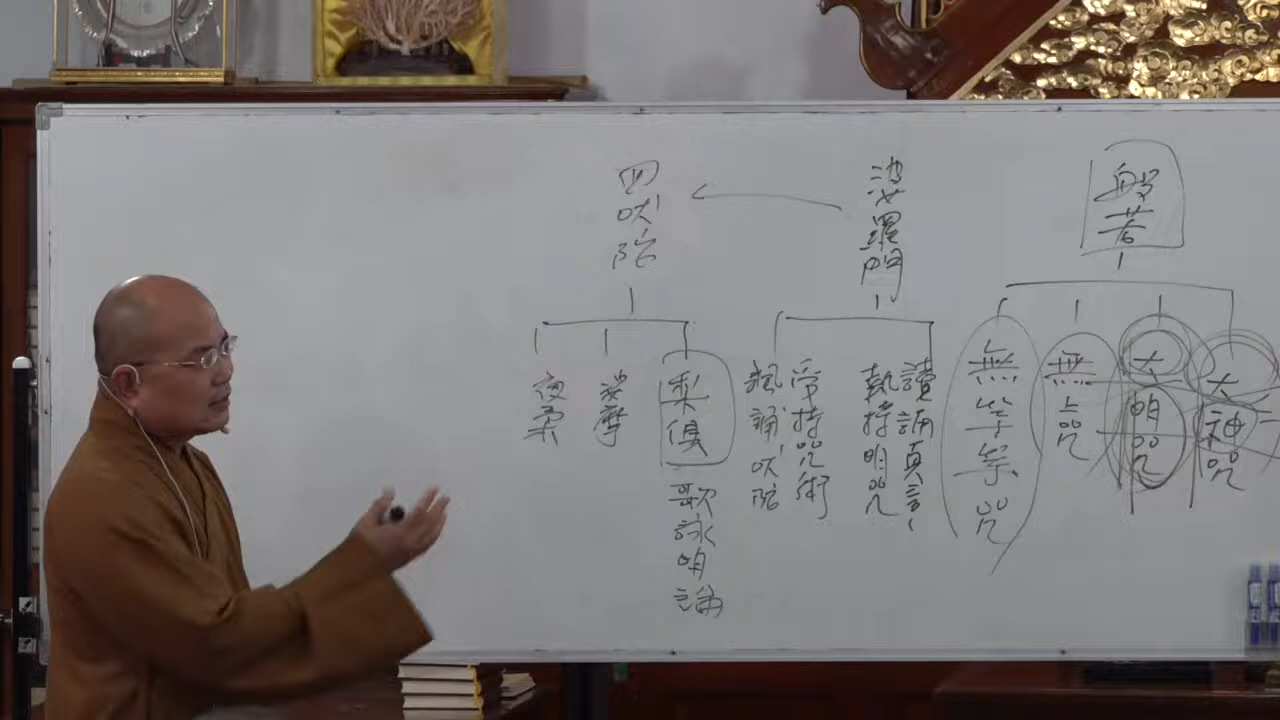 般若
大神咒
大明咒
無上咒
無等等咒
婆羅門
讀誦真言、
執持明咒
受持咒術
諷誦吠陀
四吠陀
梨俱
歌詠明論
娑摩
夜柔